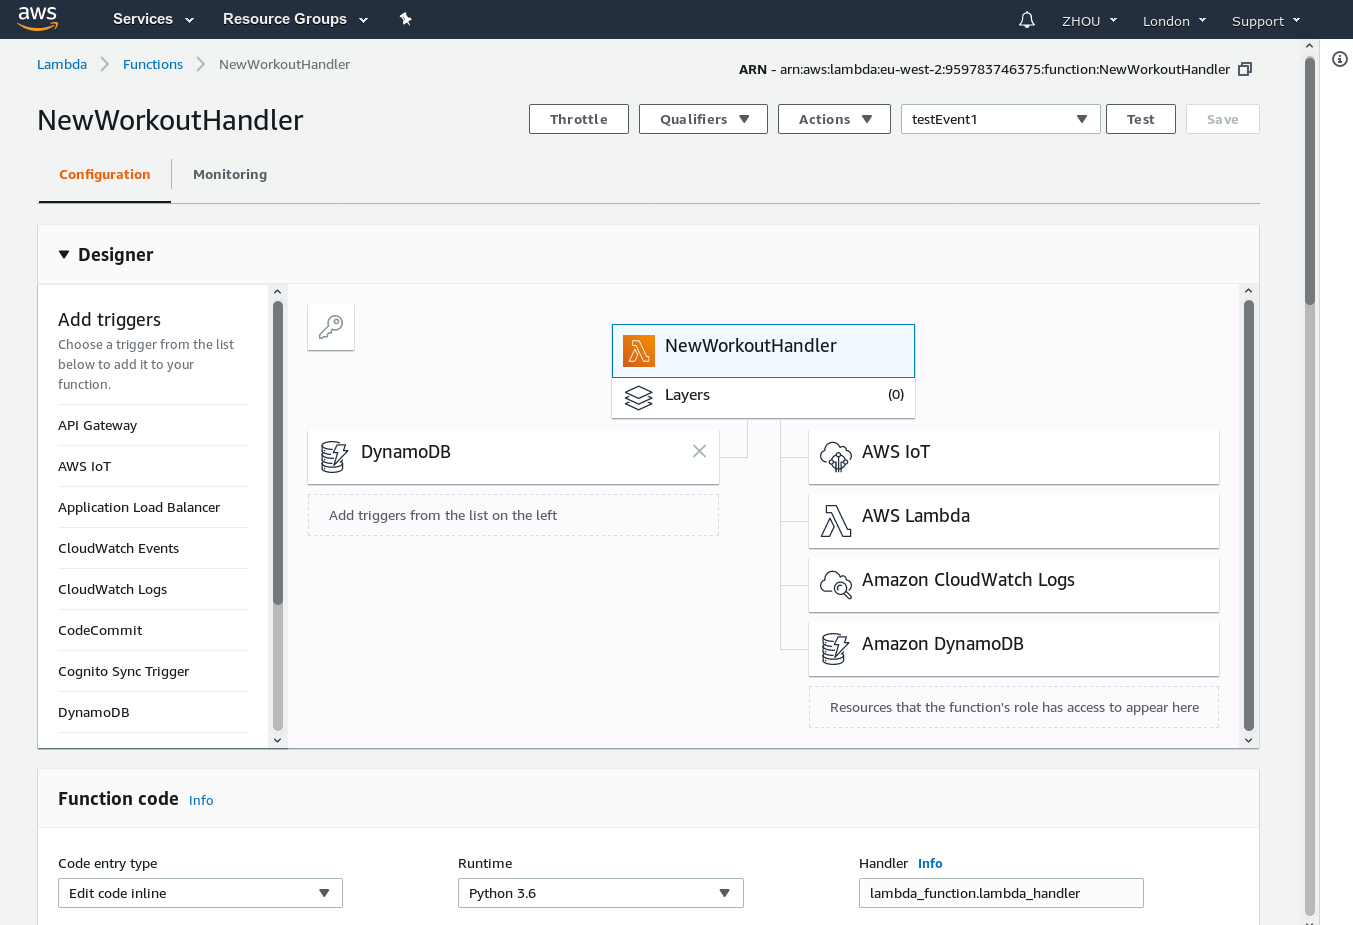 aws
Services
Resource Groups
ZHOU
London
Support
Lambda
Functions
NewWorkoutHandler
ARN - arn:aws:lambda:eu-west-2:959783746375:function:NewWorkoutHandler
NewWorkoutHandler
Throttle
Qualifiers
Actions
testEvent1
Test
Save
Configuration
Monitoring
Designer
Add triggers
Choose a trigger from the list
below to add it to your
function.
API Gateway
AWS IoT
Application Load Balancer
CloudWatch Events
CloudWatch Logs
CodeCommit
Cognito Sync Trigger
DynamoDB
NewWorkoutHandler
Layers
(0)
DynamoDB
Add triggers from the list on the left
AWS IoT
AWS Lambda
Amazon CloudWatch Logs
Amazon DynamoDB
Resources that the function's role has access to appear here
Function code
Info
Code entry type
Edit code inline
Runtime
Python 3.6
Handler
Info
lambda_function.lambda_handler